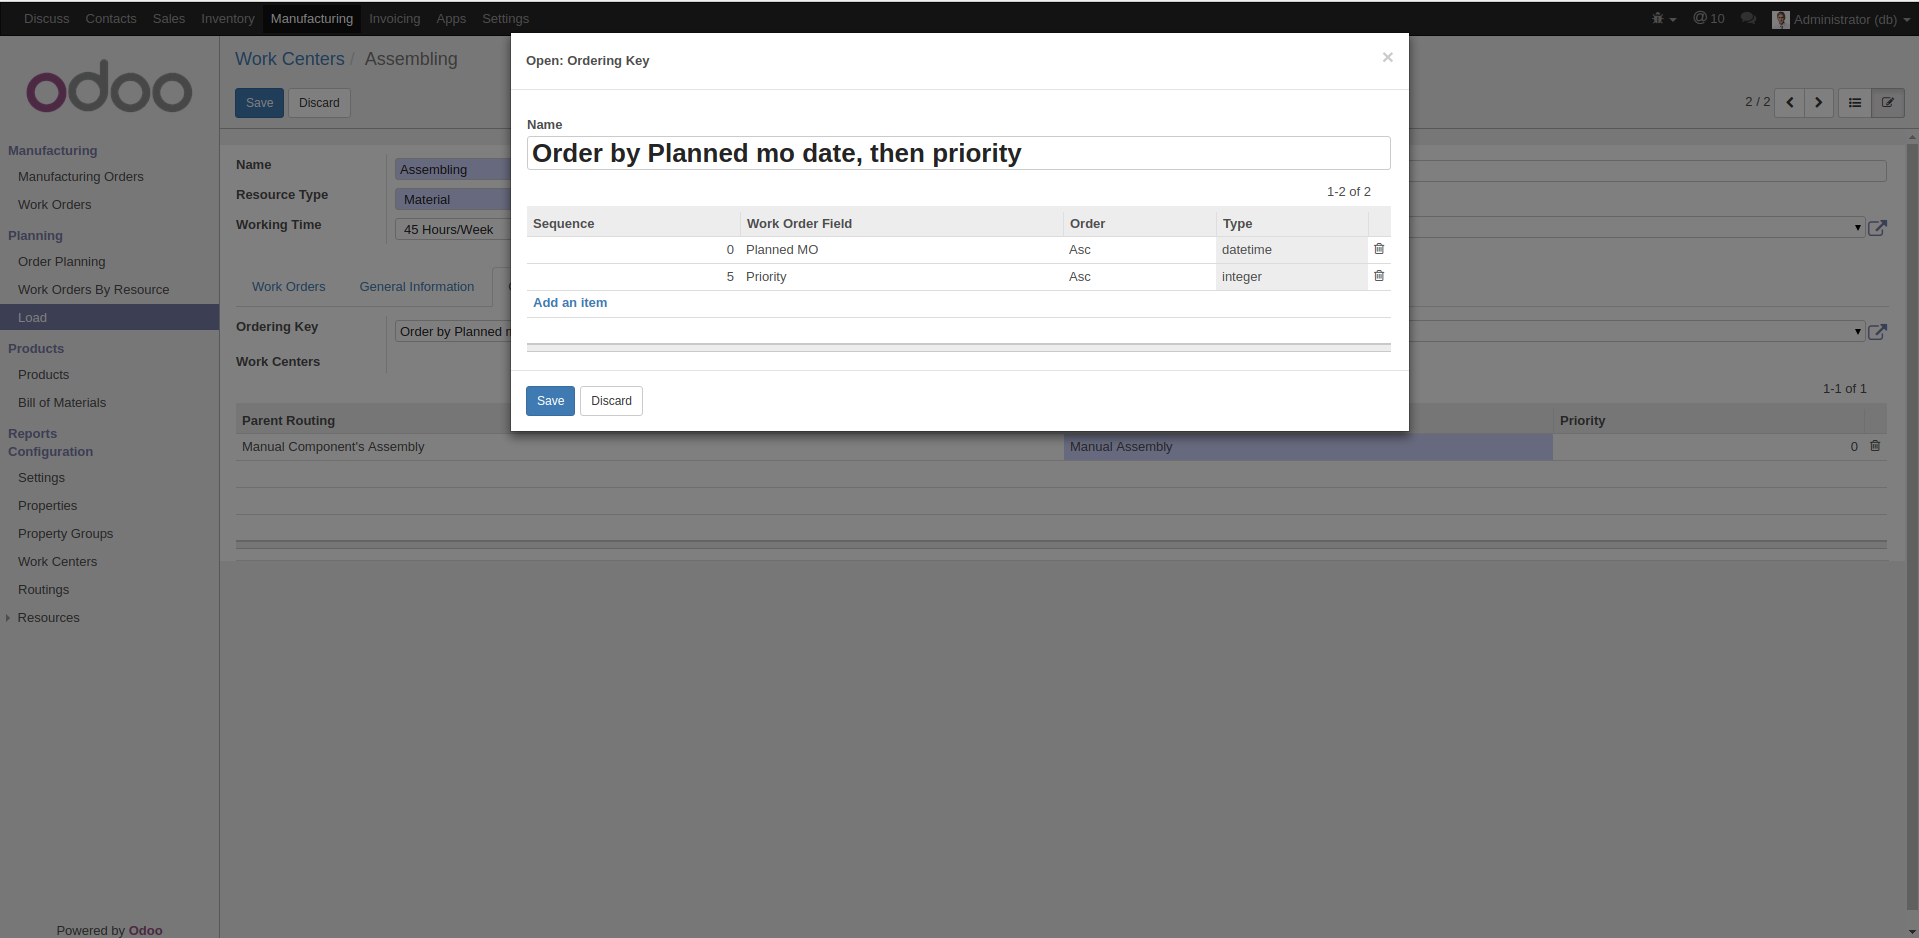 Discuss Contacts Sales Inventory Manufacturing Invoicing Apps Settings @ 10 Administrator (db)
odoo
Manufacturing
Manufacturing Orders
Work Orders
Planning
Order Planning
Work Orders By Resource
Load
Products
Products
Bill of Materials
Reports
Configuration
Settings
Properties
Property Groups
Work Centers
Routings
Resources
Powered by Odoo
Work Centers / Assembling
Save Discard 2 / 2
Name Assembling
Resource Type Material
Working Time 45 Hours/Week
Work Orders General Information
Ordering Key Order by Planned
Work Centers
1-1 of 1
Parent Routing Priority
Manual Component's Assembly Manual Assembly 0
Open: Ordering Key ×
Name
Order by Planned mo date, then priority
1-2 of 2
Sequence Work Order Field Order Type
0 Planned MO Asc datetime
5 Priority Asc integer
Add an item
Save Discard